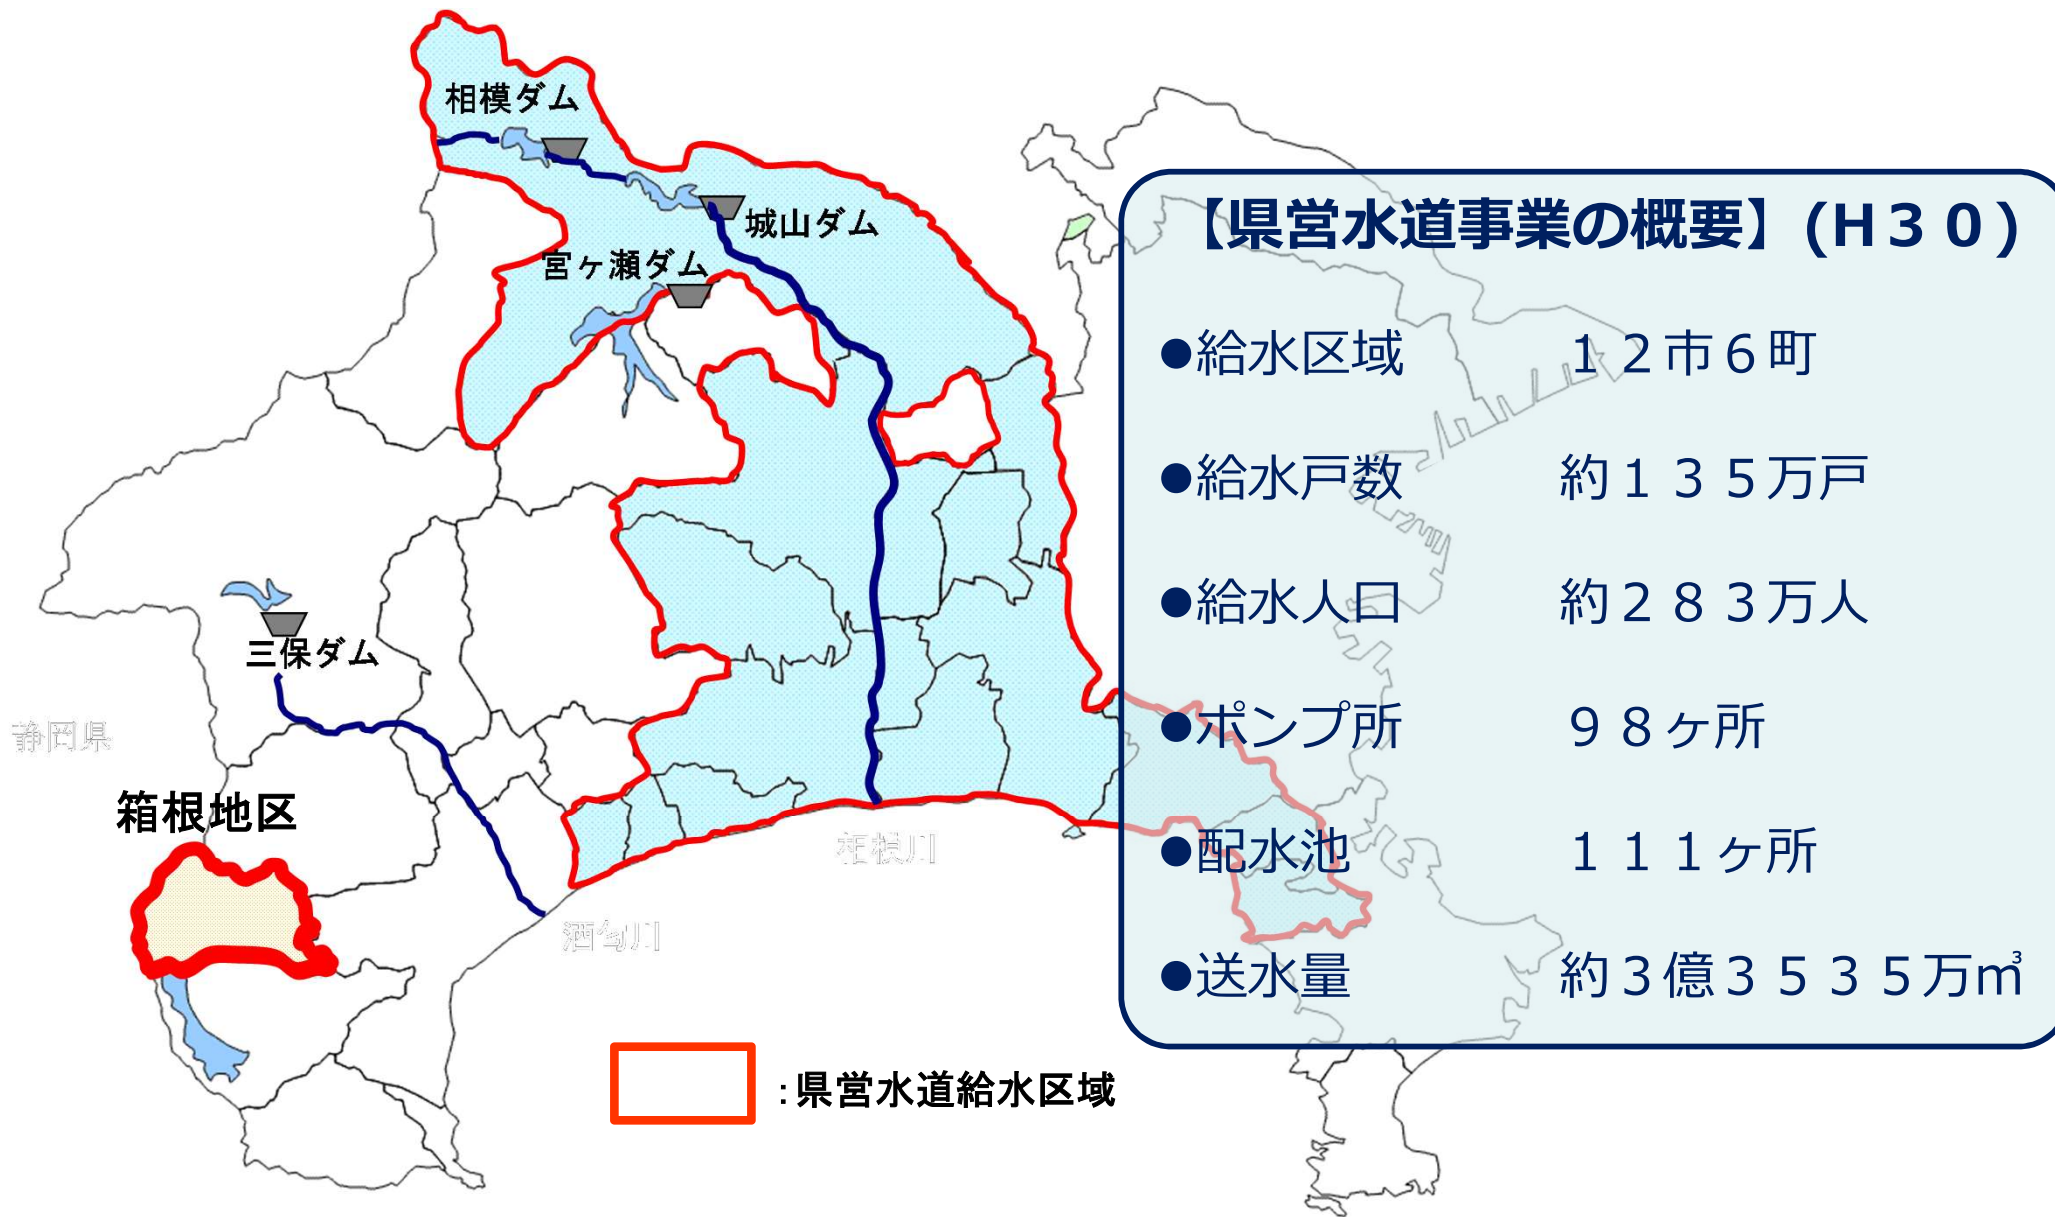 相模ダム
城山ダム
宮ヶ瀬ダム
三保ダム
静岡県
箱根地区
相模川
酒匂川
：県営水道給水区域
【県営水道事業の概要】(Ｈ３０)
●給水区域　１２市６町
●給水戸数　約１３５万戸
●給水人口　約２８３万人
●ポンプ所　９８ヶ所
●配水池　１１１ヶ所
●送水量　約３億３５３５万㎥